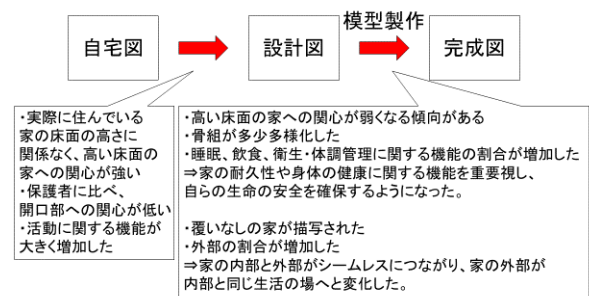 模型製作
自宅図
設計図
完成図
・実際に住んでいる
家の床面の高さに
関係なく、高い床面の
家への関心が強い
・保護者に比べ、
開口部への関心が低い
・活動に関する機能が
大きく増加した
・高い床面の家への関心が弱くなる傾向がある
・骨組が多少多様化した
・睡眠、飲食、衛生・体調管理に関する機能の割合が増加した
⇒家の耐久性や身体の健康に関する機能を重要視し、
自らの生命の安全を確保するようになった。
・覆いなしの家が描写された
・外部の割合が増加した
⇒家の内部と外部がシームレスにつながり、家の外部が
内部と同じ生活の場へと変化した。